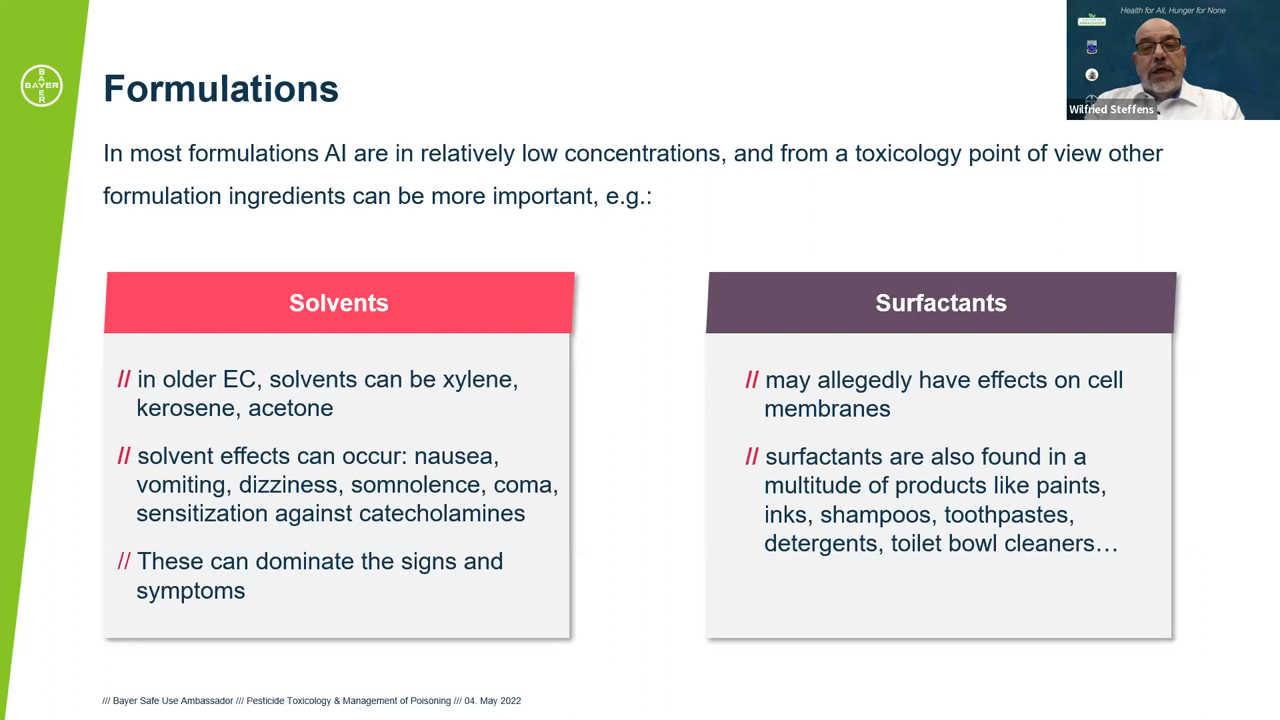 Health for All, Hunger for None
Wilfried Steffens
BAYER
BAYER
Formulations
In most formulations AI are in relatively low concentrations, and from a toxicology point of view other
formulation ingredients can be more important, e.g.:
Solvents
// in older EC, solvents can be xylene,
kerosene, acetone
// solvent effects can occur: nausea,
vomiting, dizziness, somnolence, coma,
sensitization against catecholamines
// These can dominate the signs and
symptoms
Surfactants
// may allegedly have effects on cell
membranes
// surfactants are also found in a
multitude of products like paints,
inks, shampoos, toothpastes,
detergents, toilet bowl cleaners…
/// Bayer Safe Use Ambassador /// Pesticide Toxicology & Management of Poisoning /// 04. May 2022